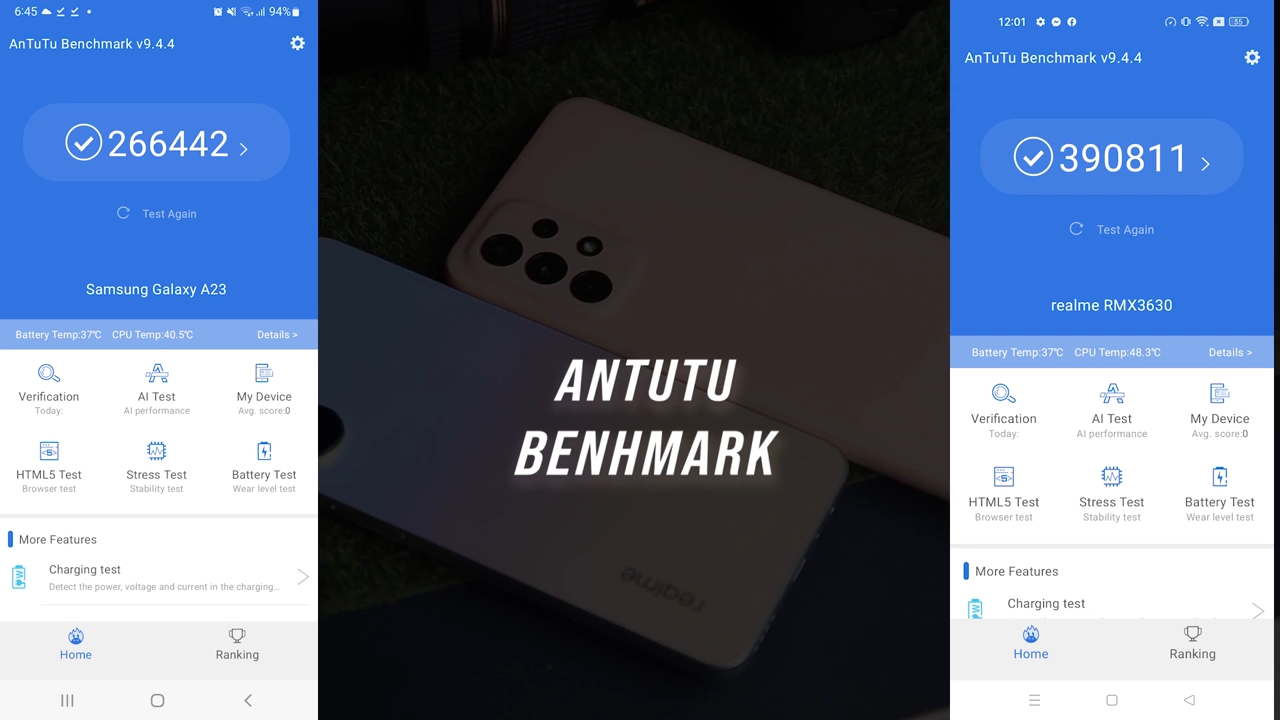 6:45
94%
AnTuTu Benchmark v9.4.4
266442
Test Again
Samsung Galaxy A23
Battery Temp:37℃ CPU Temp:40.5℃ Details >
Verification AI Test My Device
Today: AI performance Avg. score:0
HTML5 Test Stress Test Battery Test
Browser test Stability test Wear level test
More Features
Charging test
Detect the power, voltage and current in the charging...
Home Ranking
ANTUTU
BENHMARK
realme
12:01
35
AnTuTu Benchmark v9.4.4
390811
Test Again
realme RMX3630
Battery Temp:37℃ CPU Temp:48.3℃ Details >
Verification AI Test My Device
Today: AI performance Avg. score:0
HTML5 Test Stress Test Battery Test
Browser test Stability test Wear level test
More Features
Charging test
Home Ranking